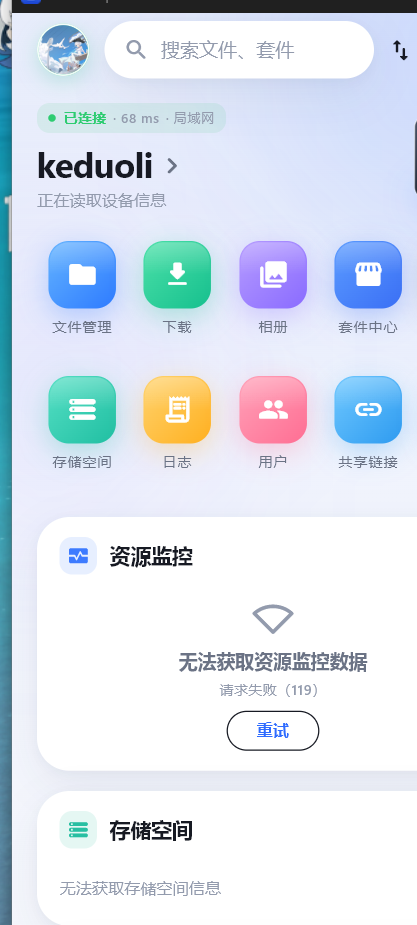 搜索文件、套件
已连接 · 68 ms · 局域网
keduoli
正在读取设备信息
文件管理 下载 相册 套件中心
存储空间 日志 用户 共享链接
资源监控
无法获取资源监控数据
请求失败（119）
重试
存储空间
无法获取存储空间信息